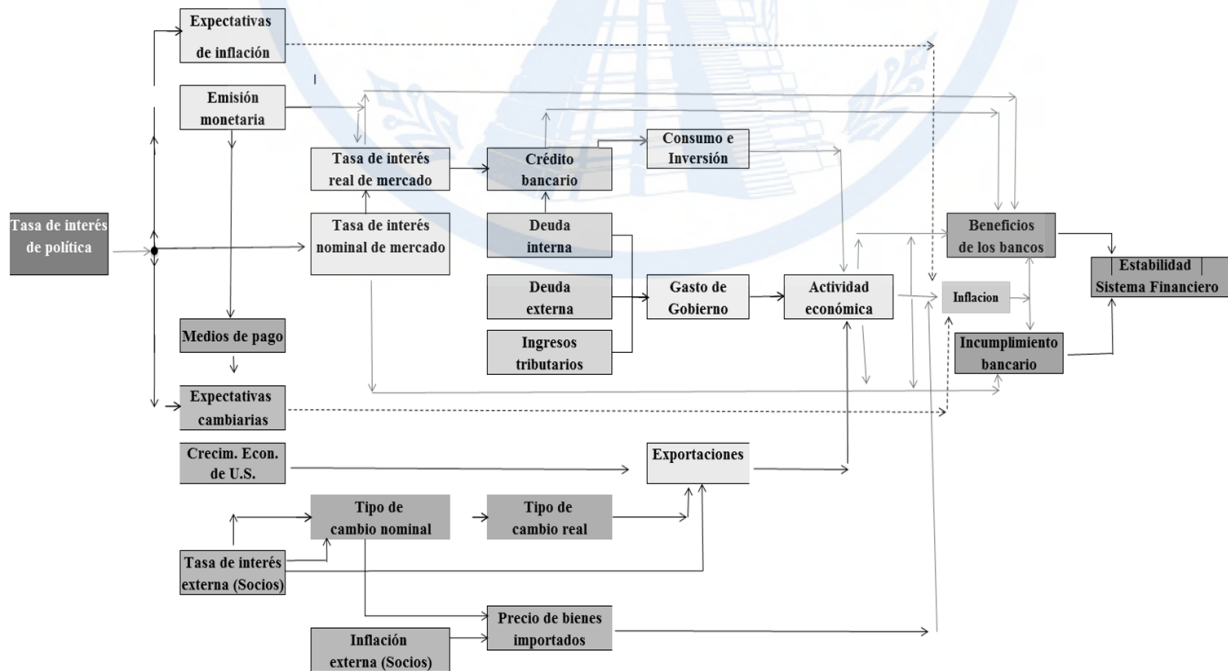 Expectativas
de inflación
Emisión
monetaria
Tasa de interés
real de mercado
Crédito
bancario
Consumo e
Inversión
Tasa de interés
de política
Tasa de interés
nominal de mercado
Deuda
interna
Beneficios
de los bancos
Estabilidad
Sistema Financiero
Deuda
externa
Gasto de
Gobierno
Actividad
económica
Inflacion
Medios de pago
Ingresos
tributarios
Incumplimiento
bancario
Expectativas
cambiarias
Crecim. Econ.
de U.S.
Exportaciones
Tipo de
cambio nominal
Tipo de
cambio real
Tasa de interés
externa (Socios)
Precio de bienes
importados
Inflación
externa (Socios)